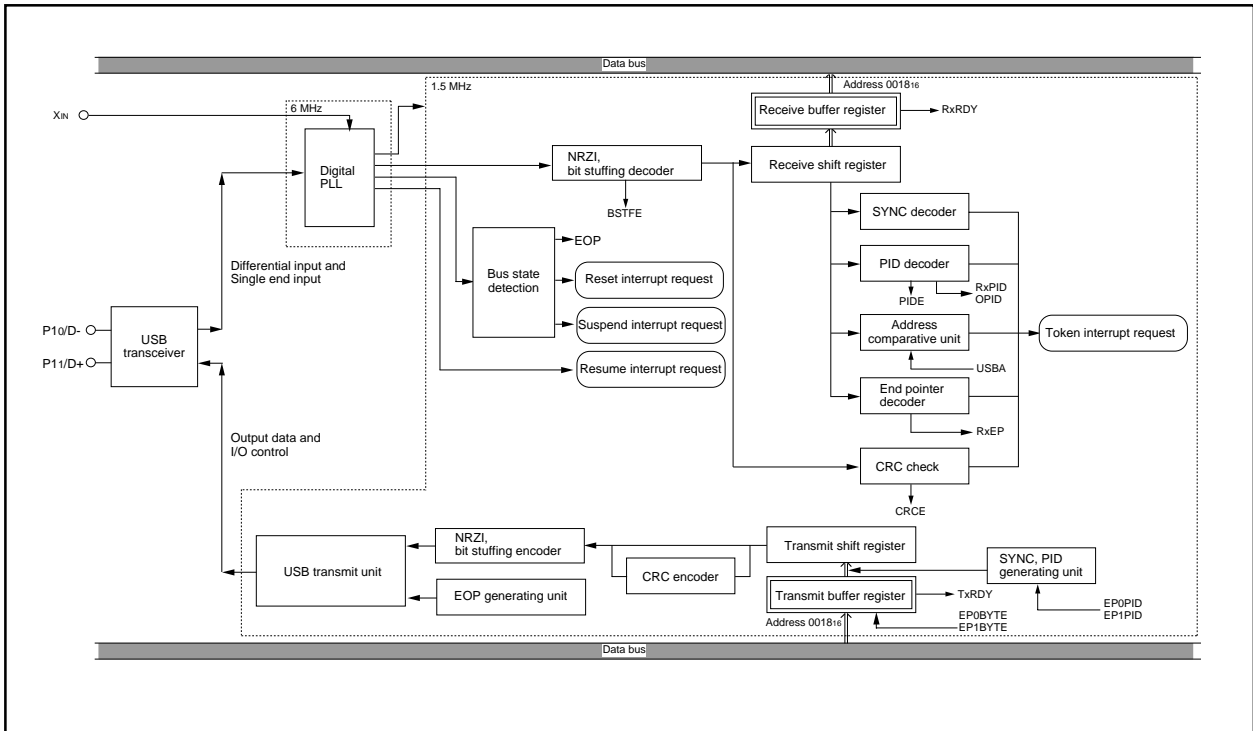 Data bus
1.5 MHz
Address 0018₁₆
6 MHz
XIN
Receive buffer register
RxRDY
Digital
PLL
NRZI,
bit stuffing decoder
Receive shift register
BSTFE
SYNC decoder
EOP
Bus state
detection
PID decoder
Differential input and
Single end input
Reset interrupt request
RxPID
OPID
PIDE
P10/D-
USB
transceiver
Suspend interrupt request
Address
comparative unit
Token interrupt request
P11/D+
Resume interrupt request
USBA
End pointer
decoder
Output data and
I/O control
RxEP
CRC check
CRCE
NRZI,
bit stuffing encoder
Transmit shift register
SYNC, PID
generating unit
USB transmit unit
CRC encoder
EOP generating unit
Transmit buffer register
TxRDY
EP0PID
EP1PID
Address 0018₁₆
EP0BYTE
EP1BYTE
Data bus